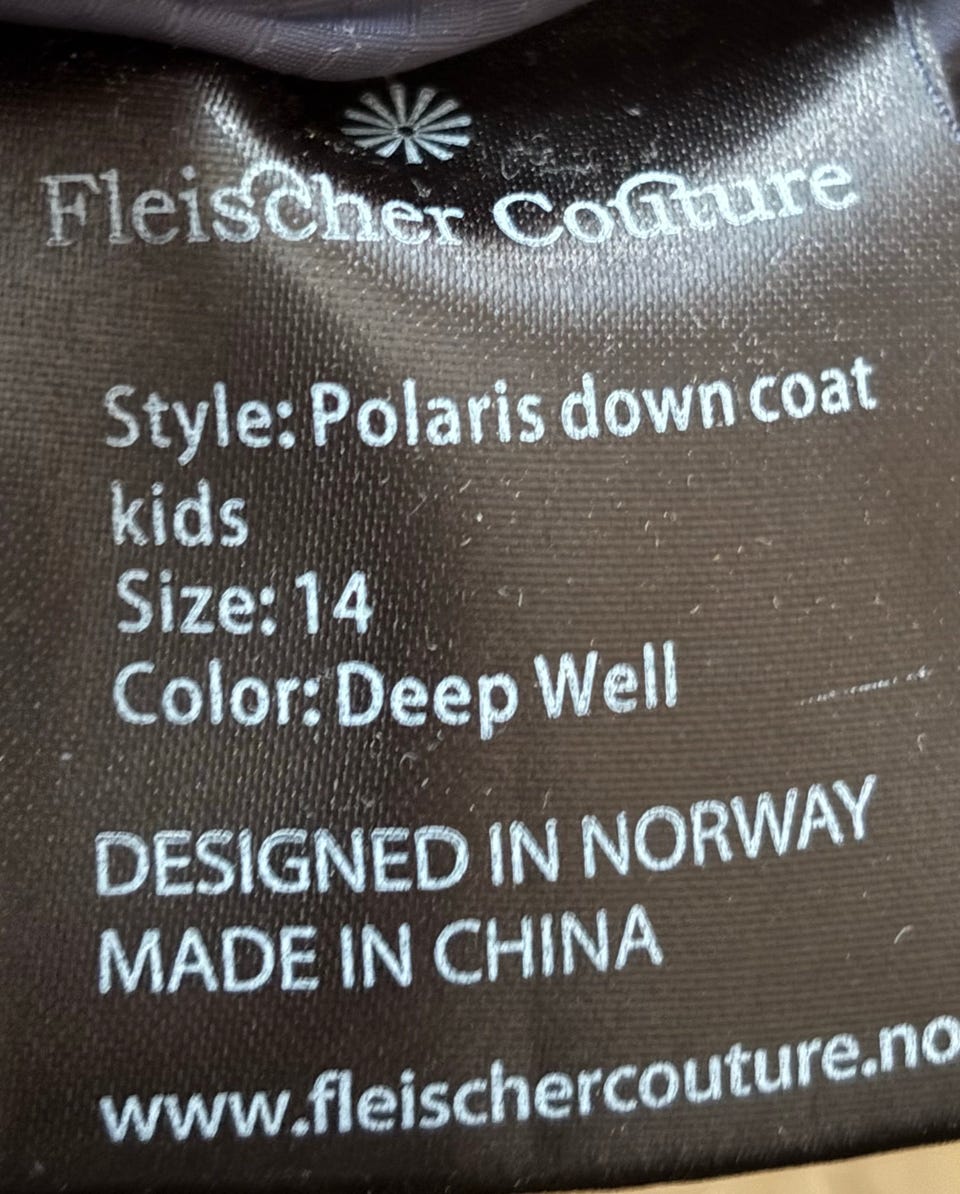 Fleischer Couture
Style: Polaris down coat
kids
Size: 14
Color: Deep Well
DESIGNED IN NORWAY
MADE IN CHINA
www.fleischercouture.no